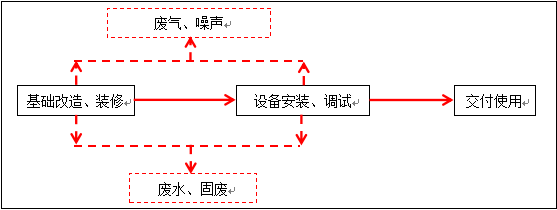 废气、噪声
基础改造、装修
设备安装、调试
交付使用
废水、固废